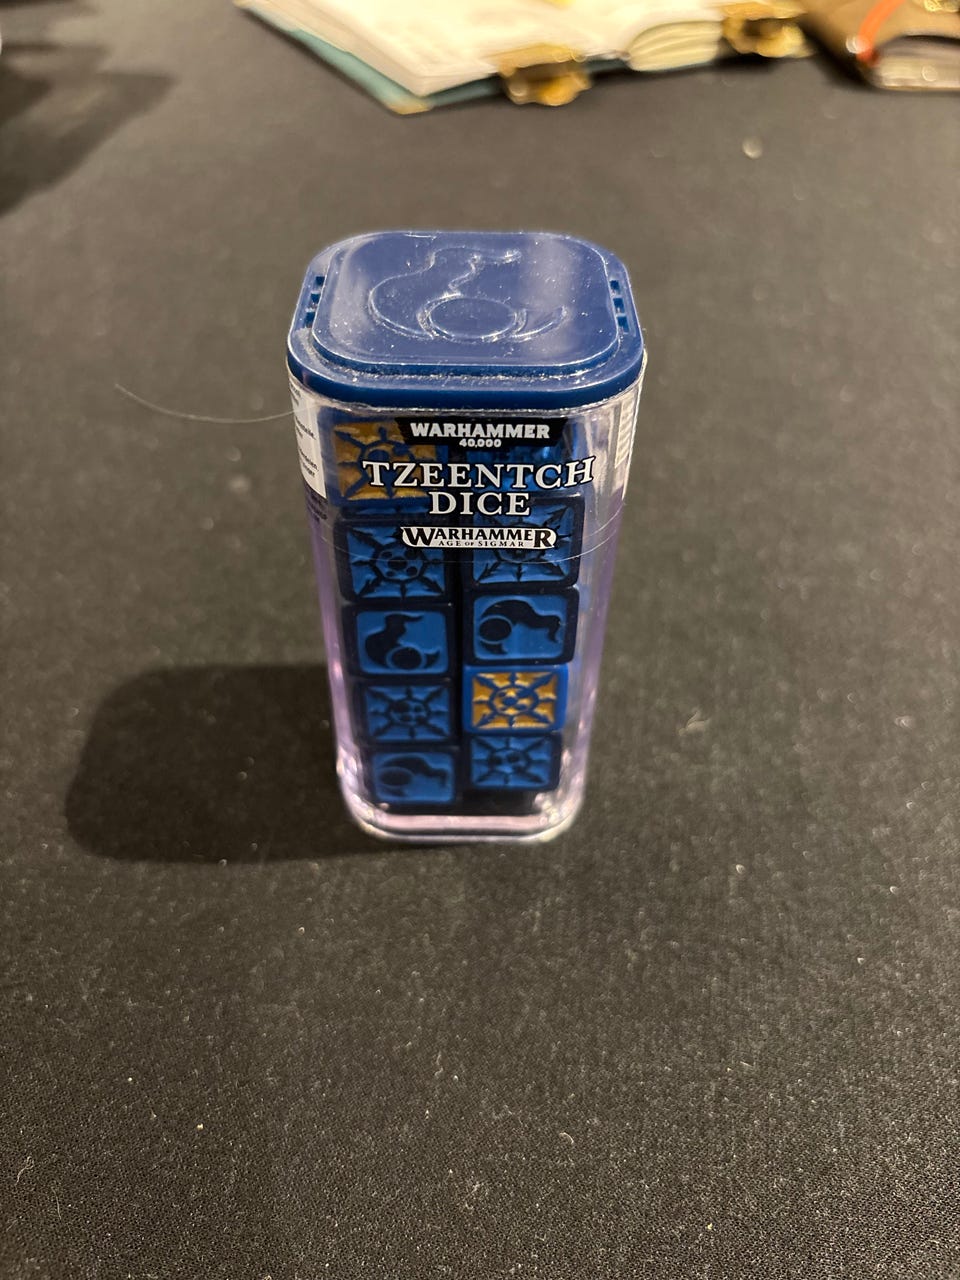 WARHAMMER
40,000
TZEENTCH
DICE
WARHAMMER
AGE OF SIGMAR